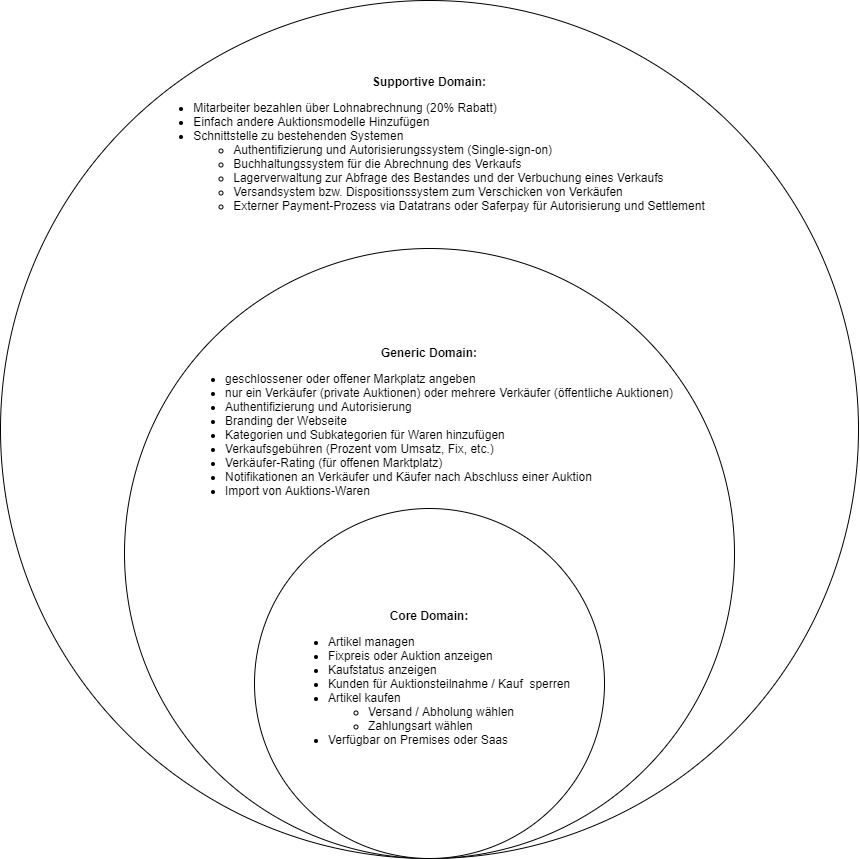 Supportive Domain:
Mitarbeiter bezahlen über Lohnabrechnung (20% Rabatt)
Einfach andere Auktionsmodelle Hinzufügen
Schnittstelle zu bestehenden Systemen
Authentifizierung und Autorisierungssystem (Single-sign-on)
Buchhaltungssystem für die Abrechnung des Verkaufs
Lagerverwaltung zur Abfrage des Bestandes und der Verbuchung eines Verkaufs
Versandsystem bzw. Dispositionssystem zum Verschicken von Verkäufen
Externer Payment-Prozess via Datatrans oder Saferpay für Autorisierung und Settlement
Generic Domain:
geschlossener oder offener Markplatz angeben
nur ein Verkäufer (private Auktionen) oder mehrere Verkäufer (öffentliche Auktionen)
Authentifizierung und Autorisierung
Branding der Webseite
Kategorien und Subkategorien für Waren hinzufügen
Verkaufsgebühren (Prozent vom Umsatz, Fix, etc.)
Verkäufer-Rating (für offenen Marktplatz)
Notifikationen an Verkäufer und Käufer nach Abschluss einer Auktion
Import von Auktions-Waren
Core Domain:
Artikel managen
Fixpreis oder Auktion anzeigen
Kaufstatus anzeigen
Kunden für Auktionsteilnahme / Kauf  sperren
Artikel kaufen
Versand / Abholung wählen
Zahlungsart wählen
Verfügbar on Premises oder Saas